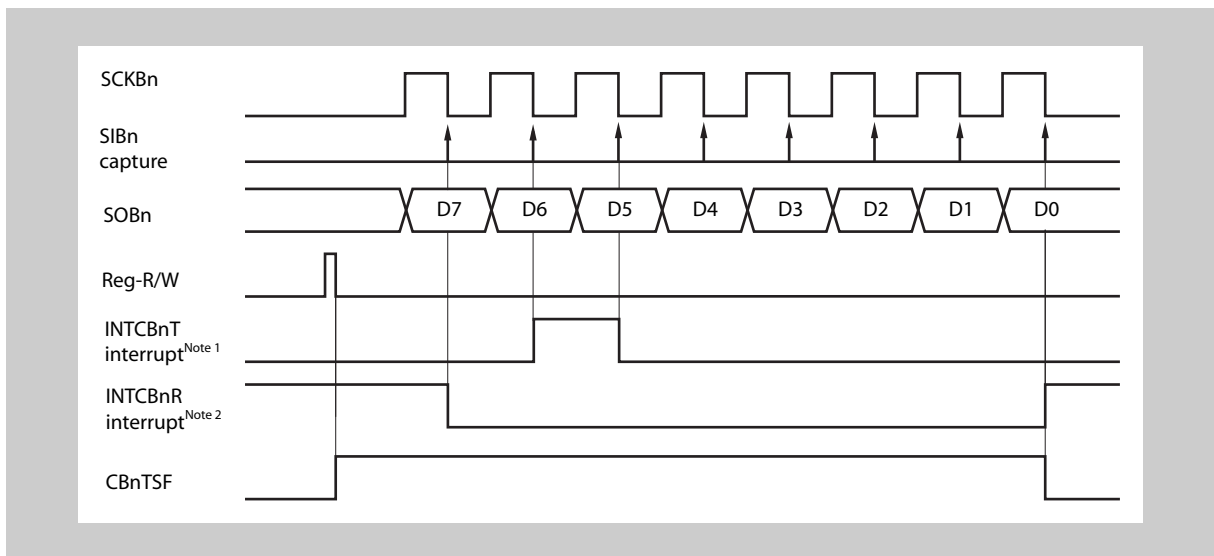 SCKBn
SIBn
capture
SOBn
D7 D6 D5 D4 D3 D2 D1 D0
Reg-R/W
INTCBnT
interruptNote 1
INTCBnR
interruptNote 2
CBnTSF